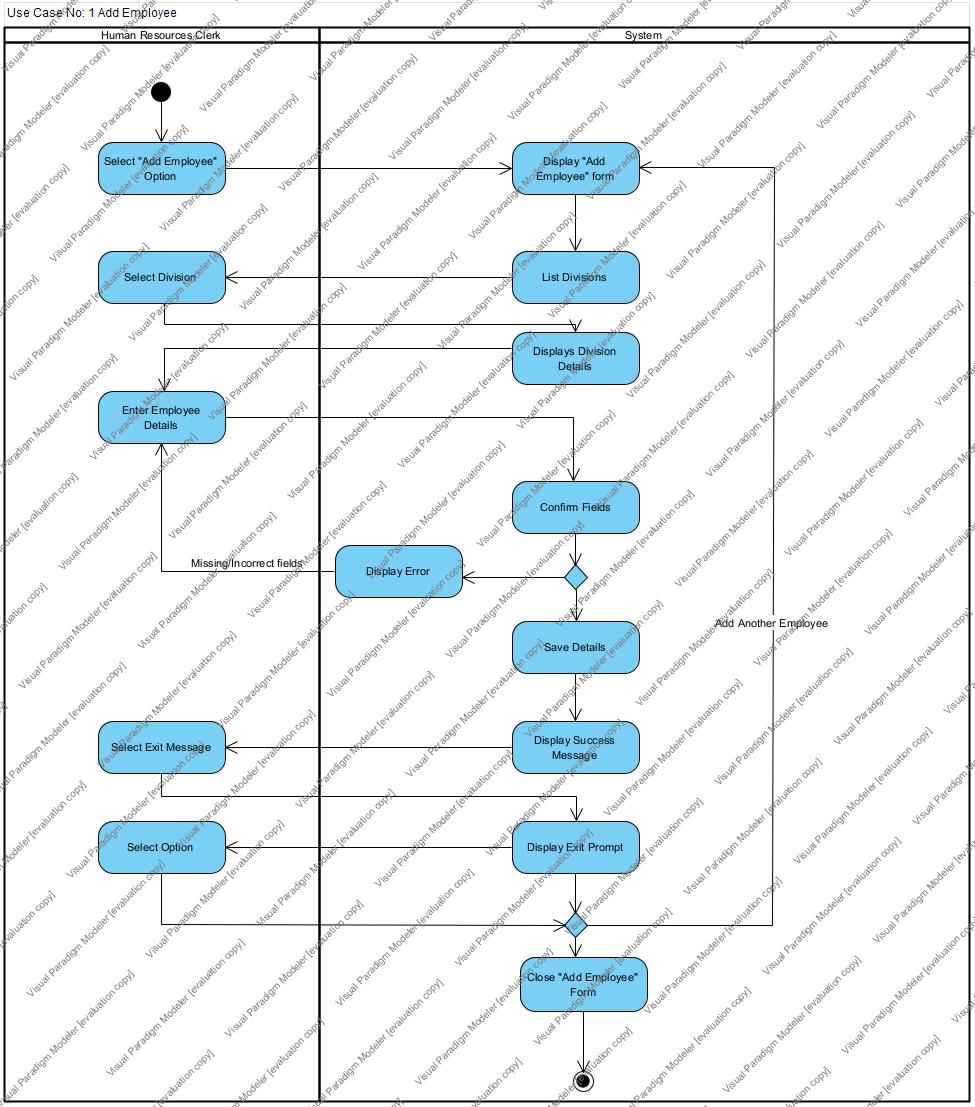 Use Case No: 1 Add Employee
Human Resources Clerk
System
Select "Add Employee"
Option
Display "Add
Employee" form
Select Division
List Divisions
Displays Division
Details
Enter Employee
Details
Confirm Fields
Missing/Incorrect fields
Display Error
Add Another Employee
Save Details
Select Exit Message
Display Success
Message
Select Option
Display Exit Prompt
Close "Add Employee"
Form
Visual Paradigm Modeler [evaluation copy]